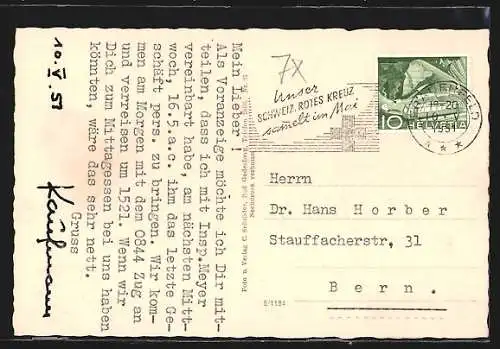 10.V.51
Mein Lieber !
Als Voranzeige möchte ich Dir mit-
teilen, dass ich mit Insp.Meyer
vereinbart habe, am nächsten Mitt-
woch, 16.5.a.c. ihm das letzte Ge-
schäft pers. zu bringen. Wir kom-
men am Morgen mit dem 0844 Zug an
und verreisen um 1521. Wenn wir
Dich zum Mittagessen bei uns haben
könnten, wäre das sehr nett.
Gruss
Kaufmann
7x
Unser
SCHWEIZ. ROTES KREUZ
sammelt im Mai
10
HELVETIA
19-20
Herrn
Dr. Hans Horber
Stauffacherstr, 31
Bern.